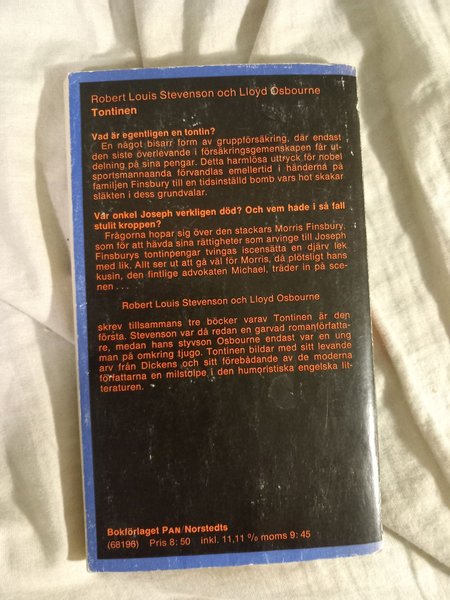 Robert Louis Stevenson och Lloyd Osbourne
Tontinen
Vad är egentligen en tontin?
En något bisarr form av gruppförsäkring, där endast
den siste överlevande i försäkringsgemenskapen får ut-
delning på sina pengar. Detta harmlösa uttryck för nobel
sportsmannaanda förvandlas emellertid i händerna på
familjen Finsbury till en tidsinställd bomb vars hot skakar
släkten i dess grundvalar.
Var onkel Joseph verkligen död? Och vem hade i så fall
stulit kroppen?
Frågorna hopar sig över den stackars Morris Finsbury,
som för att hävda sina rättigheter som arvinge till Joseph
Finsburys tontinpengar tvingas iscensätta en djärv lek
med lik. Allt ser ut att gå väl för Morris, då plötsligt hans
kusin, den fintlige advokaten Michael, träder in på sce-
nen . . .
Robert Louis Stevenson och Lloyd Osbourne
skrev tillsammans tre böcker varav Tontinen är den
första. Stevenson var då redan en garvad romanförfatta-
re, medan hans styvson Osbourne endast var en ung
man på omkring tjugo. Tontinen bildar med sitt levande
arv från Dickens och sitt förebådande av de moderna
författarna en milstolpe i den humoristiska engelska lit-
teraturen.
Bokförlaget PAN/Norstedts
(68196) Pris 8:50 inkl. 11,11 % moms 9:45